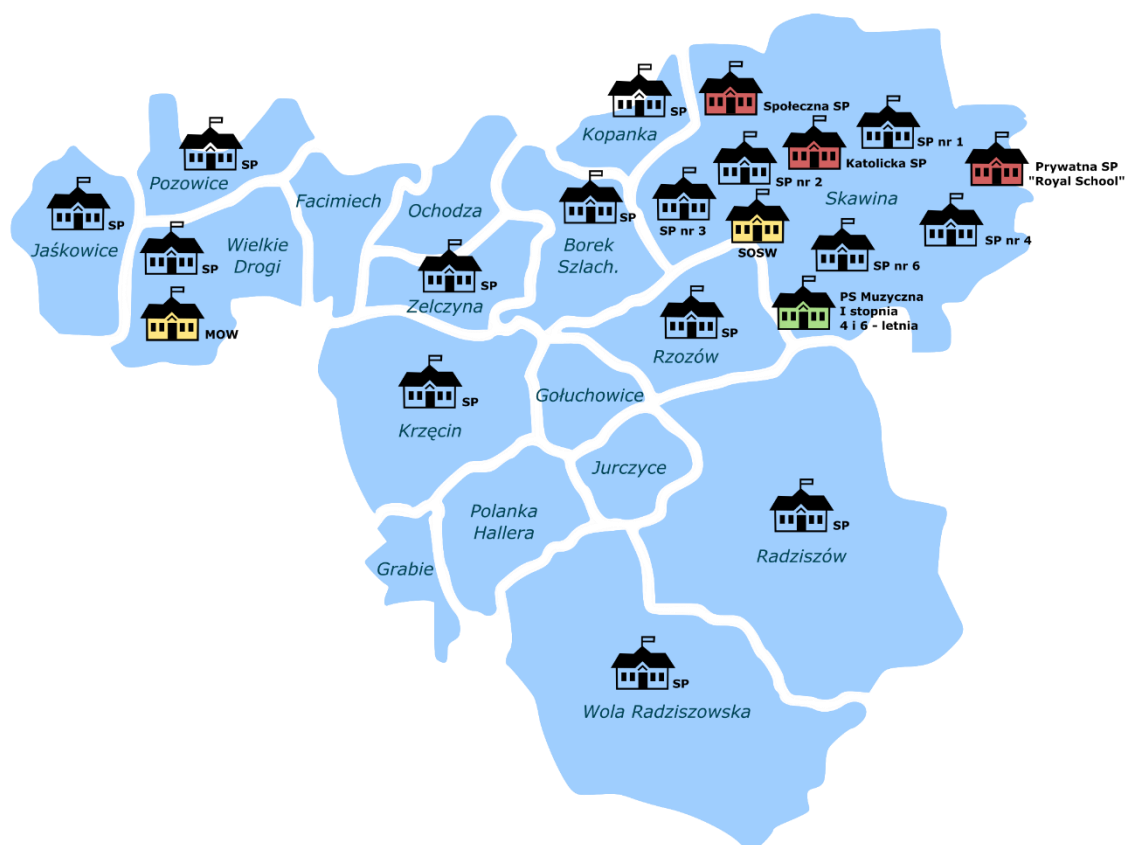 SP
Kopanka
Społeczna SP
SP nr 1
Katolicka SP
Prywatna SP
"Royal School"
SP nr 2
Skawina
SP nr 3
SOSW
SP nr 4
SP nr 6
PS Muzyczna
I stopnia
4 i 6 - letnia
SP
Pozowice
SP
Jaśkowice
Facimiech
Ochodza
SP
Borek
Szlach.
Wielkie
Drogi
SP
MOW
SP
Zelczyna
SP
Rzozów
SP
Krzęcin
Gołuchowice
Jurczyce
Polanka
Hallera
Grabie
SP
Radziszów
SP
Wola Radziszowska